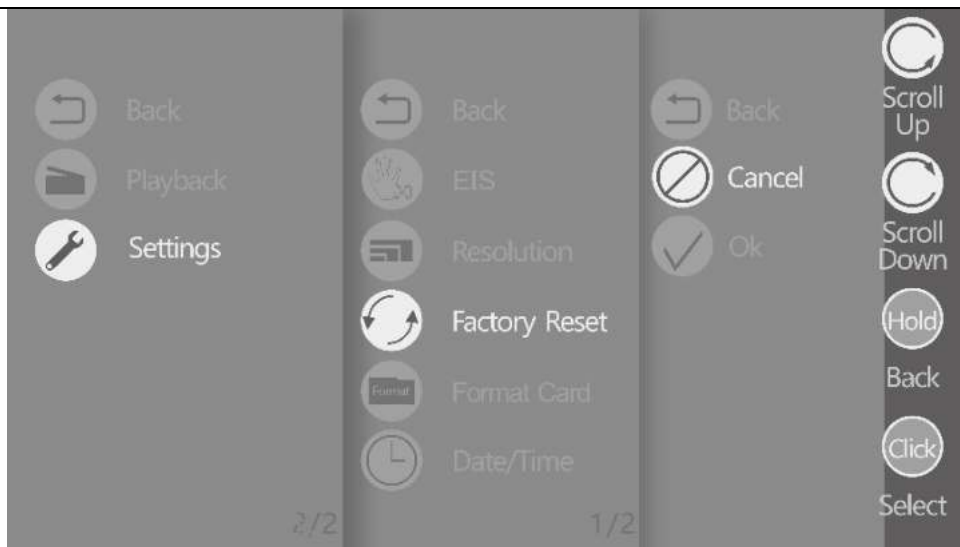 Back
Playback
Settings
2/2
Back
EIS
Resolution
Factory Reset
Format
Format Card
Date/Time
1/2
Back
Cancel
Ok
Scroll
Up
Scroll
Down
Hold
Back
Click
Select